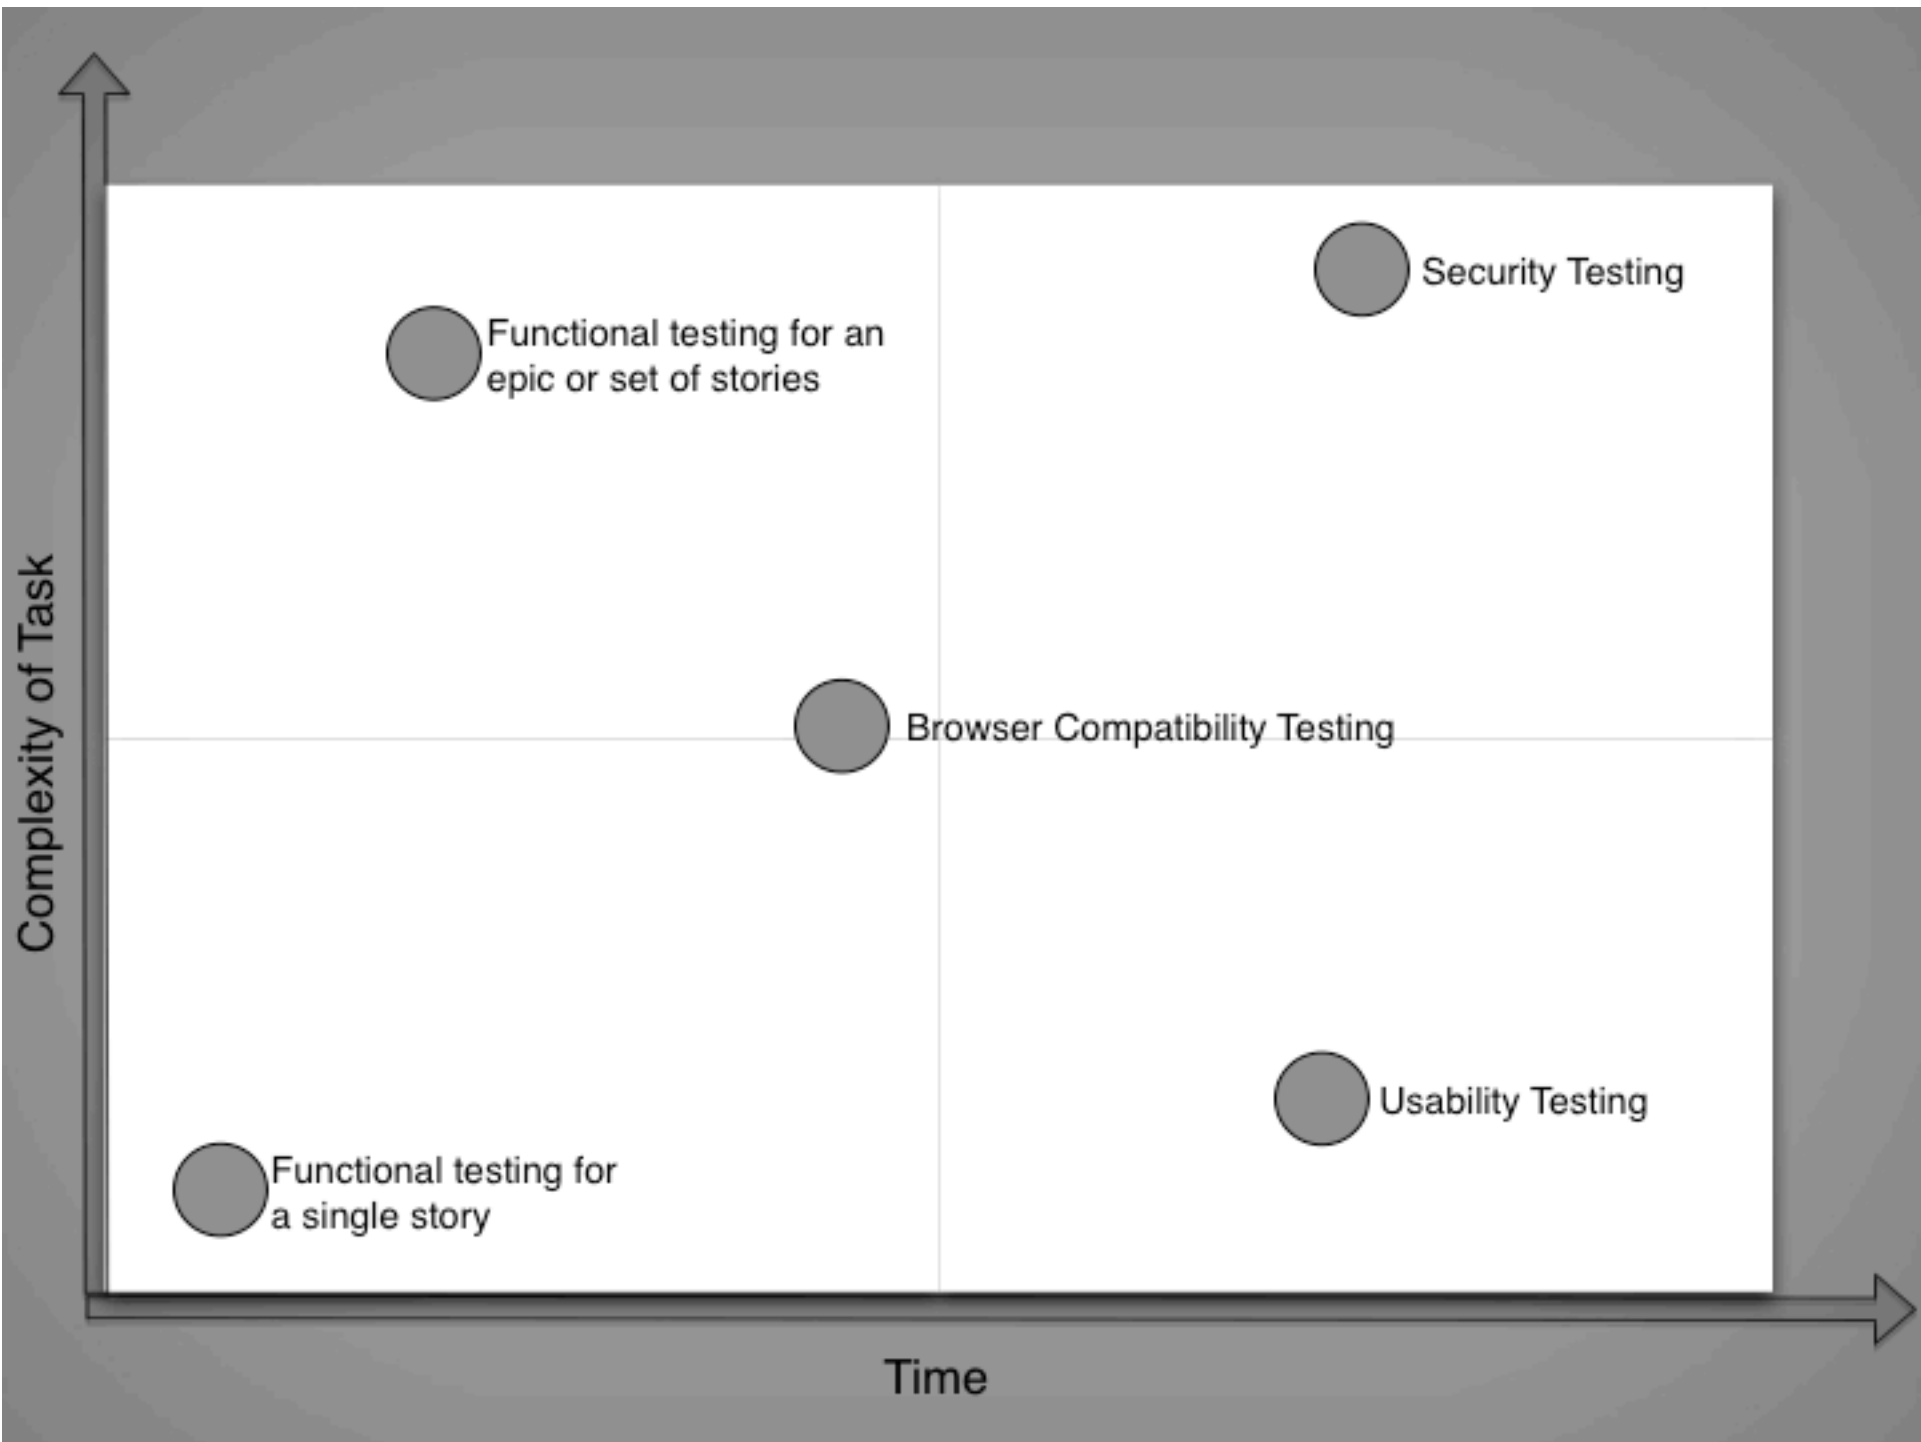 Security Testing
Functional testing for an
epic or set of stories
Browser Compatibility Testing
Usability Testing
Functional testing for
a single story
Complexity of Task
Time